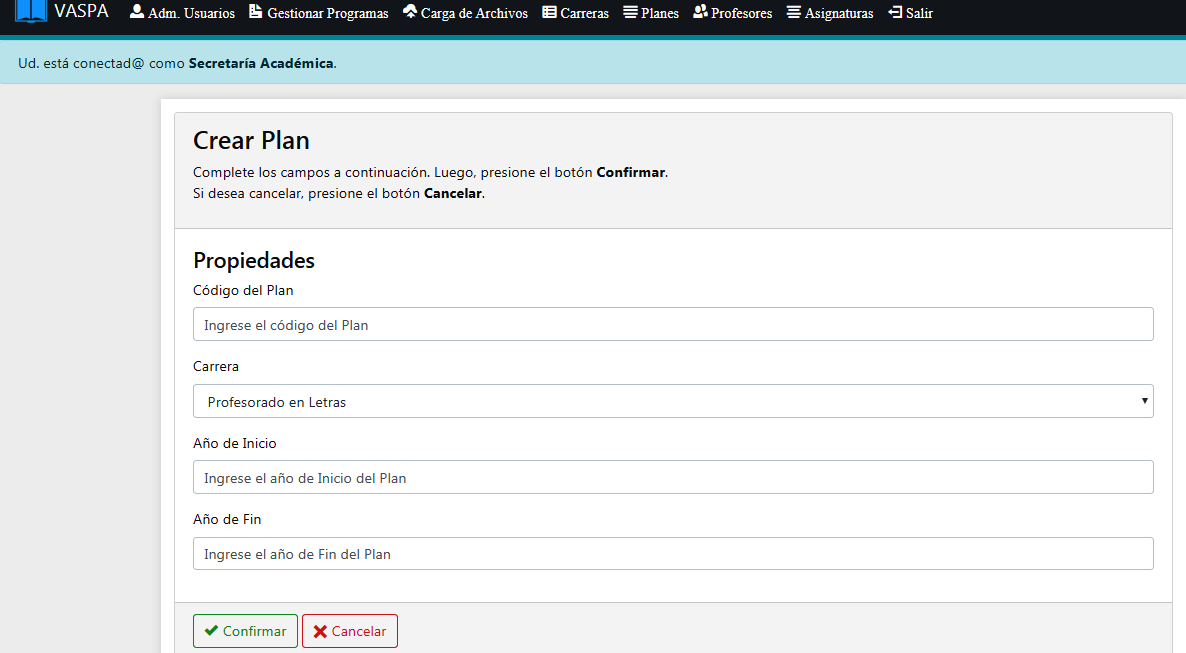 VASPA Adm. Usuarios Gestionar Programas Carga de Archivos Carreras Planes Profesores Asignaturas Salir
Ud. está conectad@ como Secretaría Académica.
Crear Plan
Complete los campos a continuación. Luego, presione el botón Confirmar.
Si desea cancelar, presione el botón Cancelar.
Propiedades
Código del Plan
Ingrese el código del Plan
Carrera
Profesorado en Letras
Año de Inicio
Ingrese el año de Inicio del Plan
Año de Fin
Ingrese el año de Fin del Plan
Confirmar Cancelar